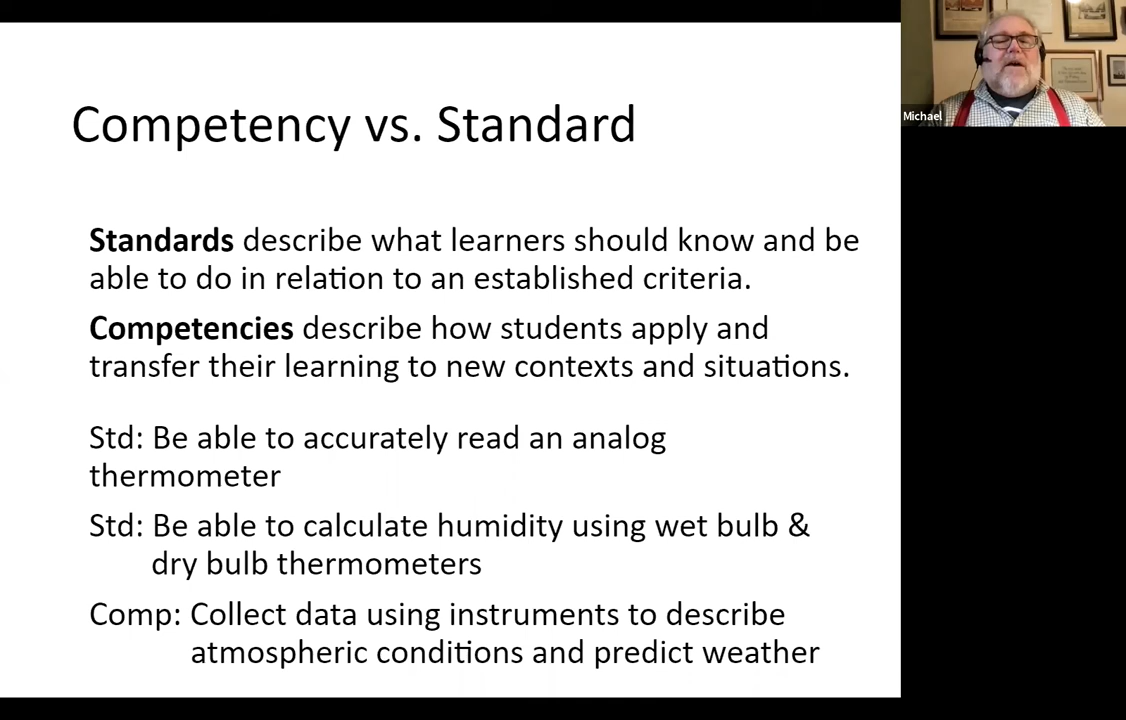 Competency vs. Standard
Standards describe what learners should know and be
able to do in relation to an established criteria.
Competencies describe how students apply and
transfer their learning to new contexts and situations.
Std: Be able to accurately read an analog
thermometer
Std: Be able to calculate humidity using wet bulb &
dry bulb thermometers
Comp: Collect data using instruments to describe
atmospheric conditions and predict weather
Michael